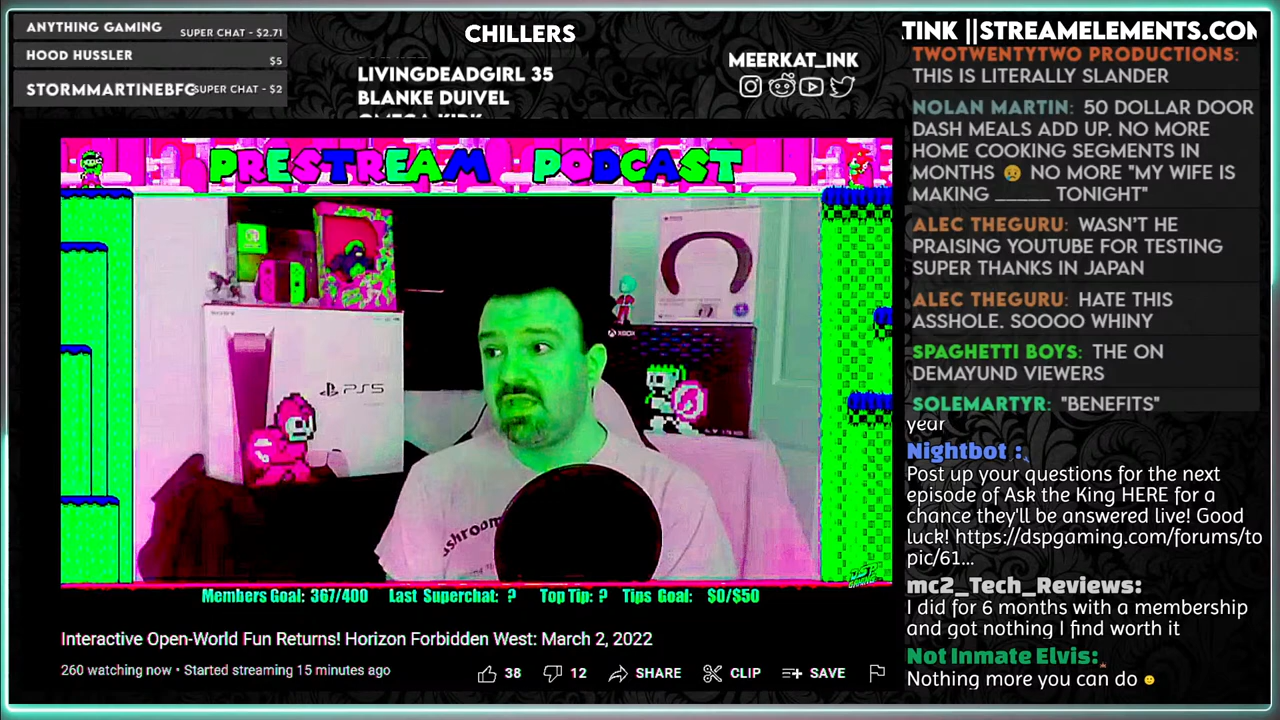 ANYTHING GAMING
SUPER CHAT - $2.71
HOOD HUSSLER
$5
STORMMARTINEBFG
SUPER CHAT - $2
CHILLERS
LIVINGDEADGIRL 35
BLANKE DUIVEL
MEERKAT_INK
.TINK ||STREAMELEMENTS.COM
TWOTWENTYTWO PRODUCTIONS:
THIS IS LITERALLY SLANDER
NOLAN MARTIN: 50 DOLLAR DOOR
DASH MEALS ADD UP. NO MORE
HOME COOKING SEGMENTS IN
MONTHS 😥 NO MORE "MY WIFE IS
MAKING _____ TONIGHT"
ALEC THEGURU: WASN'T HE
PRAISING YOUTUBE FOR TESTING
SUPER THANKS IN JAPAN
ALEC THEGURU: HATE THIS
ASSHOLE. SOOOO WHINY
SPAGHETTI BOYS: THE ON
DEMAYUND VIEWERS
SOLEMARTYR: "BENEFITS"
year
Nightbot :
Post up your questions for the next
episode of Ask the King HERE for a
chance they'll be answered live! Good
luck! https://dspgaming.com/forums/to
pic/61...
mc2_Tech_Reviews:
I did for 6 months with a membership
and got nothing I find worth it
Not Inmate Elvis:
Nothing more you can do 🙂
PRESTREAM PODCAST
PS5
XBOX
ashroom
DSP
GAMING
Members Goal: 367/400 Last Superchat: ? Top Tip: ? Tips Goal: $0/$50
Interactive Open-World Fun Returns! Horizon Forbidden West: March 2, 2022
260 watching now • Started streaming 15 minutes ago
38 12 SHARE CLIP SAVE